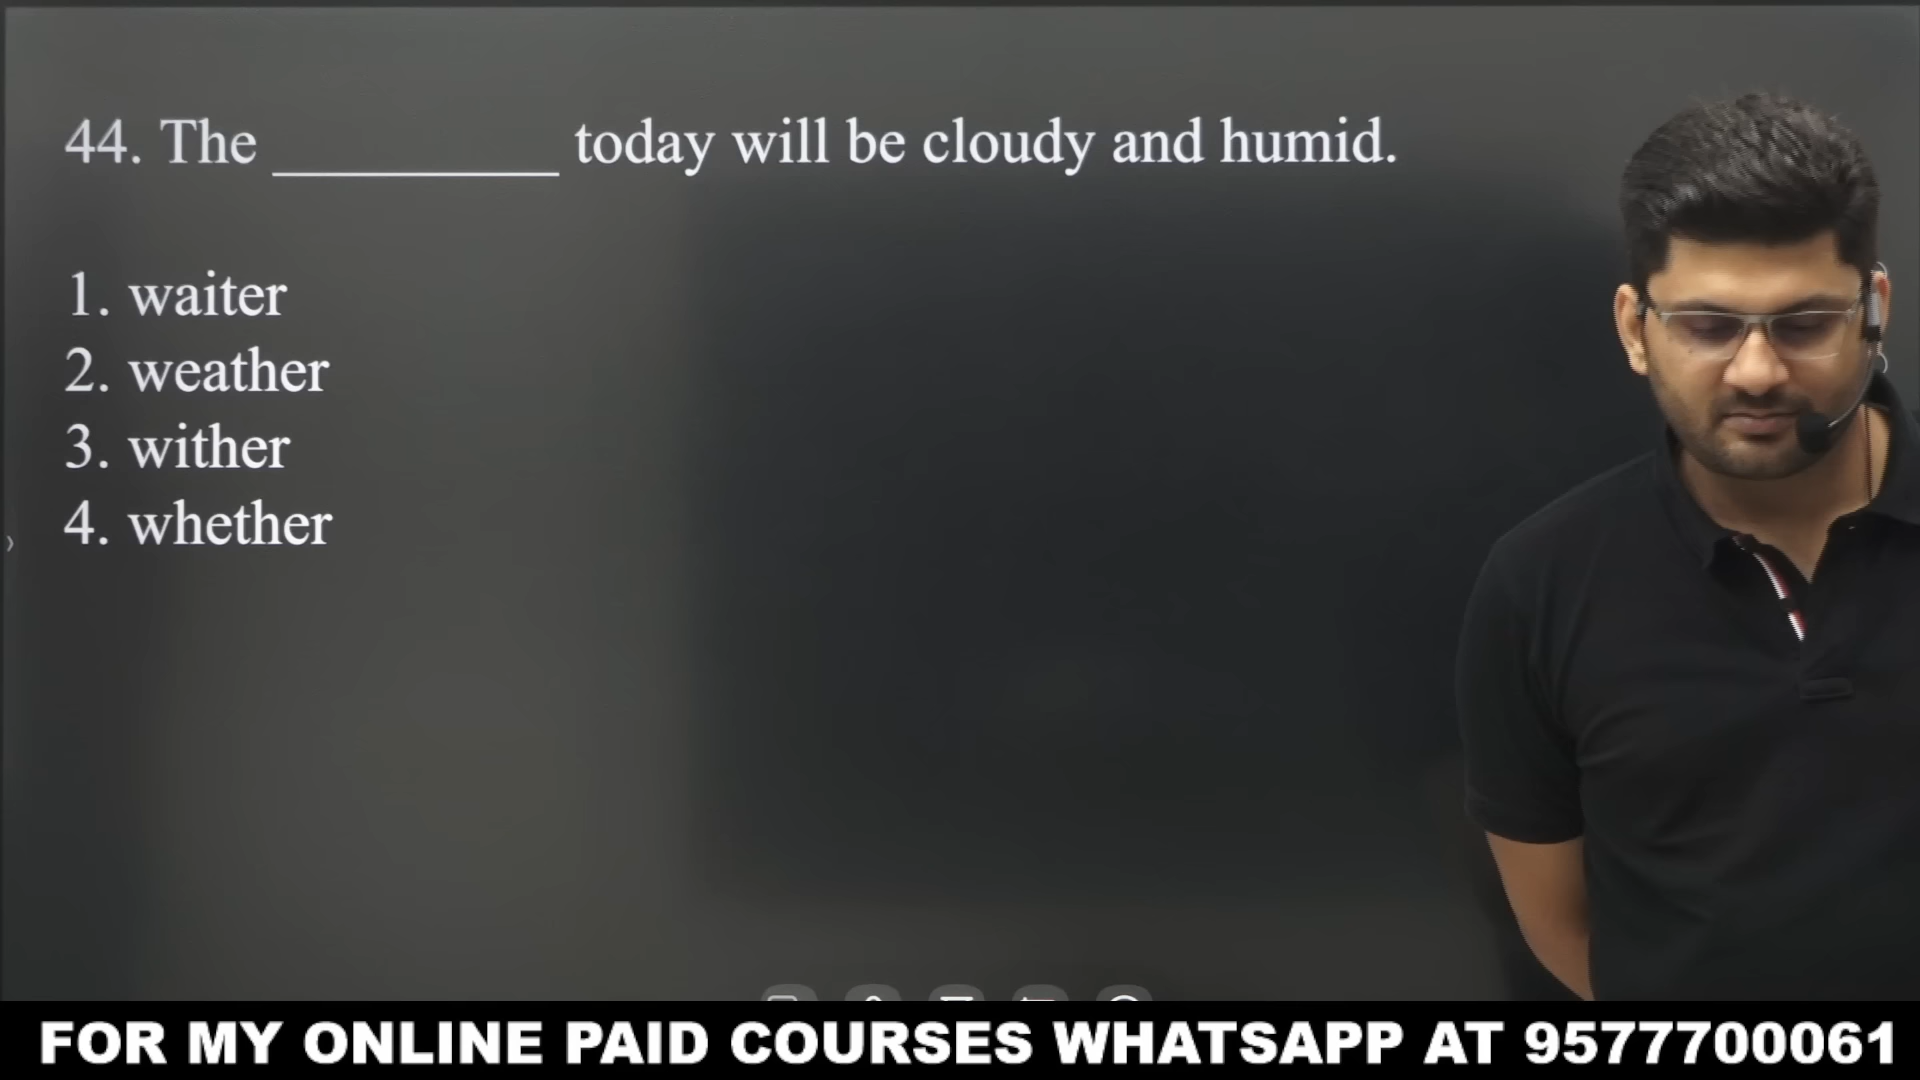 44. The __________ today will be cloudy and humid.
1. waiter
2. weather
3. wither
4. whether
FOR MY ONLINE PAID COURSES WHATSAPP AT 9577700061